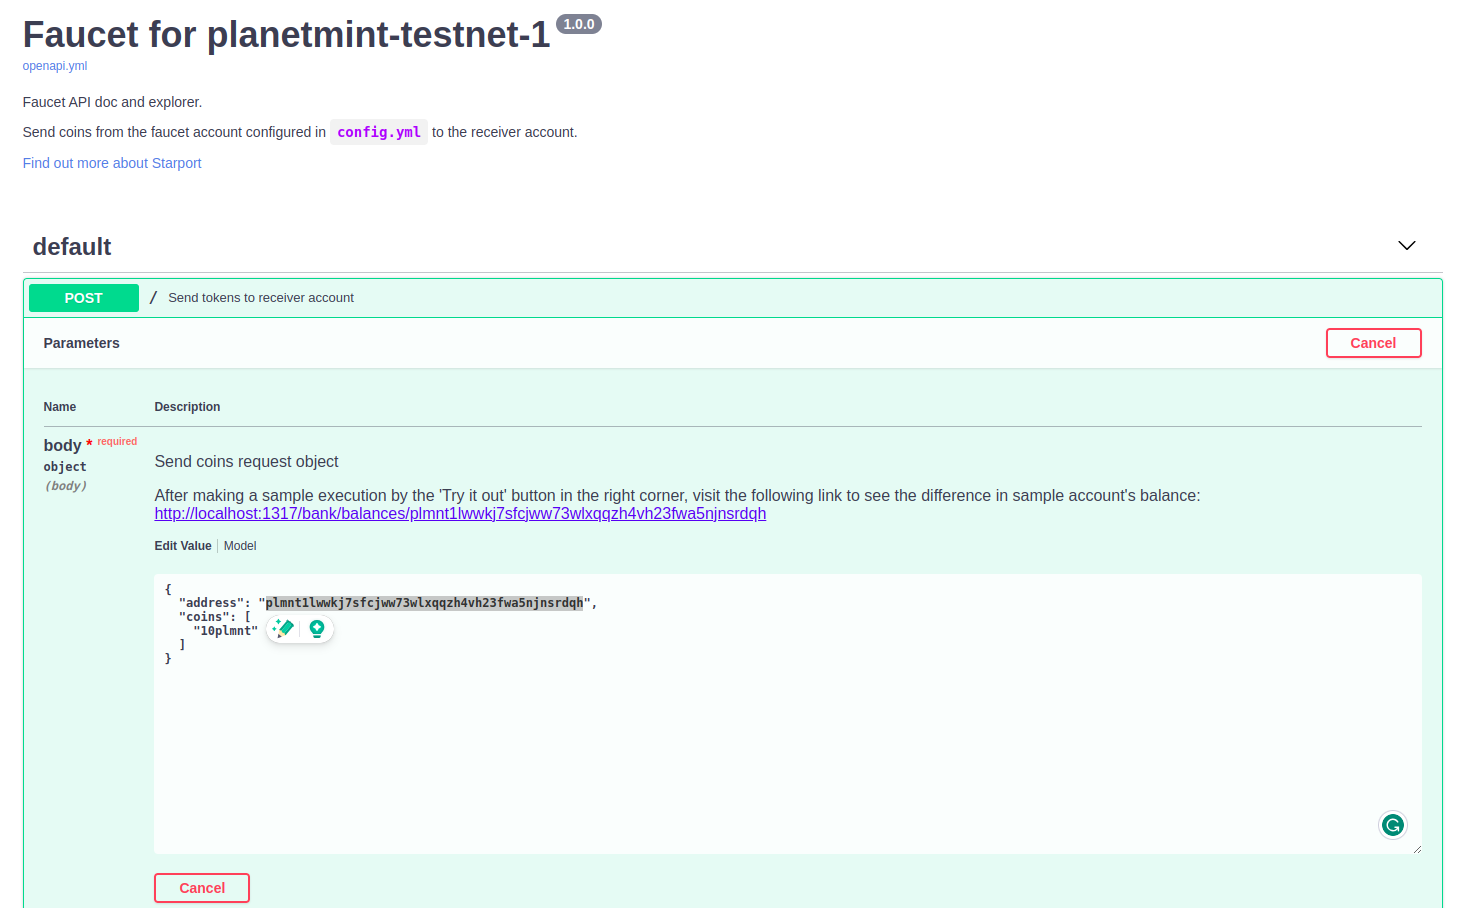 Faucet for planetmint-testnet-1 1.0.0
openapi.yml
Faucet API doc and explorer.
Send coins from the faucet account configured in config.yml to the receiver account.
Find out more about Starport
default
POST / Send tokens to receiver account
Parameters Cancel
Name Description
body * required
object
(body)
Send coins request object
After making a sample execution by the 'Try it out' button in the right corner, visit the following link to see the difference in sample account's balance:
http://localhost:1317/bank/balances/plmnt1lwwkj7sfcjww73wlxqqzh4vh23fwa5njnsrdqh
Edit Value | Model
{
"address": "plmnt1lwwkj7sfcjww73wlxqqzh4vh23fwa5njnsrdqh",
"coins": [
"10plmnt"
]
}
Cancel